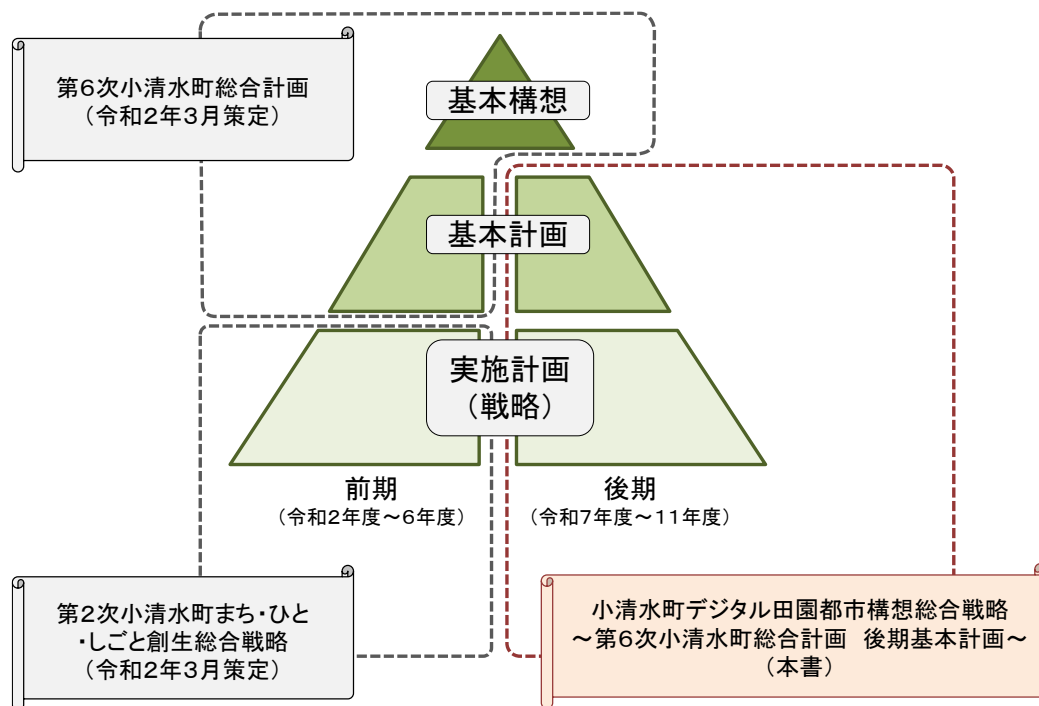 第6次小清水町総合計画
（令和2年3月策定）
基本構想
基本計画
実施計画
（戦略）
前期
（令和2年度～6年度）
後期
（令和7年度～11年度）
第2次小清水町まち・ひと
・しごと創生総合戦略
（令和2年3月策定）
小清水町デジタル田園都市構想総合戦略
～第6次小清水町総合計画　後期基本計画～
（本書）